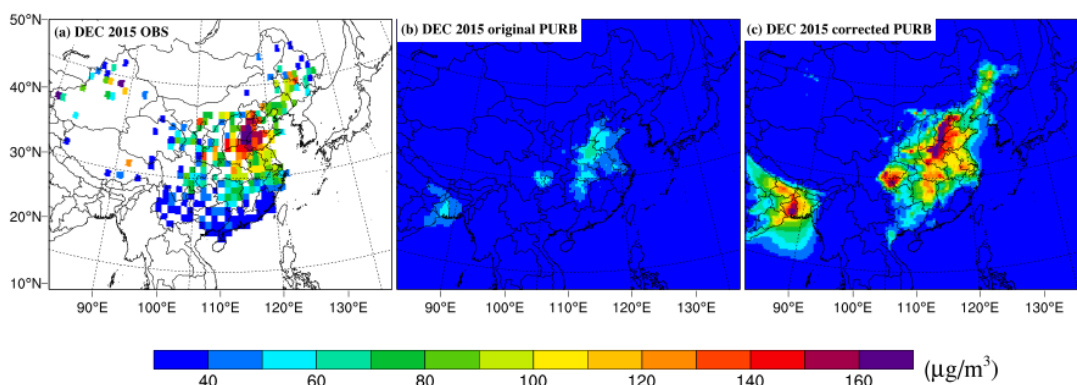 (a) DEC 2015 OBS
(b) DEC 2015 original PURB
(c) DEC 2015 corrected PURB
50°N
40°N
30°N
20°N
10°N
90°E 100°E 110°E 120°E 130°E
90°E 100°E 110°E 120°E 130°E
90°E 100°E 110°E 120°E 130°E
40 60 80 100 120 140 160
(μg/m³)